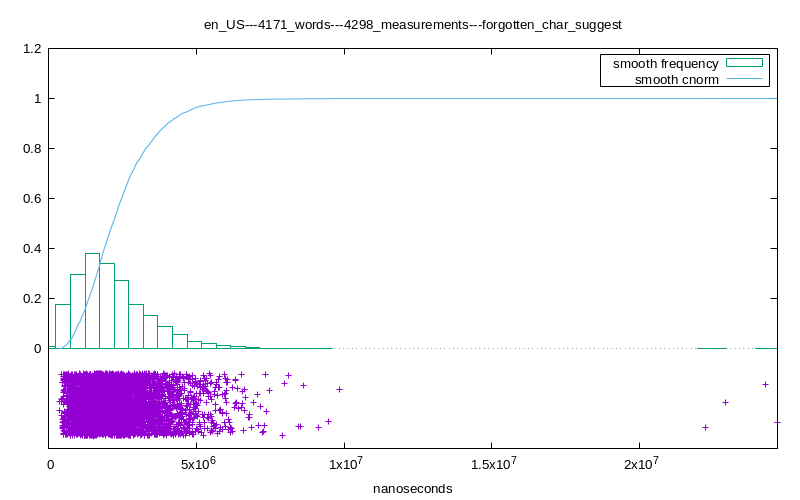 en_US---4171_words---4298_measurements---forgotten_char_suggest
1.2
smooth frequency
smooth cnorm
1
0.8
0.6
0.4
0.2
0
0 5x10^6 1x10^7 1.5x10^7 2x10^7
nanoseconds